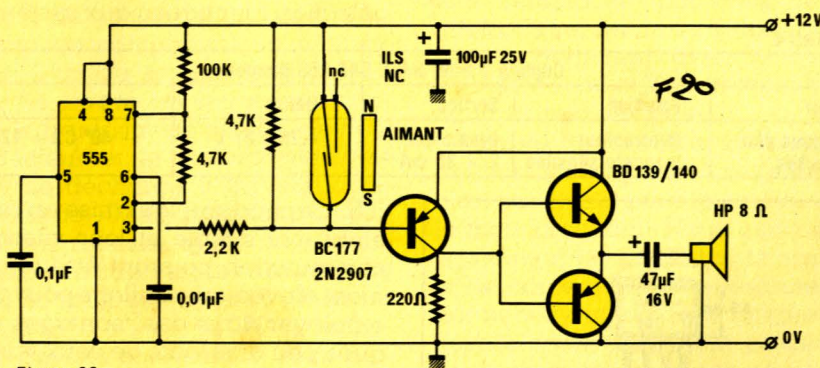 +12V
100K
ILS
NC
100µF 25V
F20
nc
4 8 7
4,7K
N
AIMANT
555
4,7K
BD139/140
5 6
2
S
HP 8 Ω
1 3
2,2K
BC177
2N2907
47µF
16V
0,1µF
0,01µF
220Ω
0V